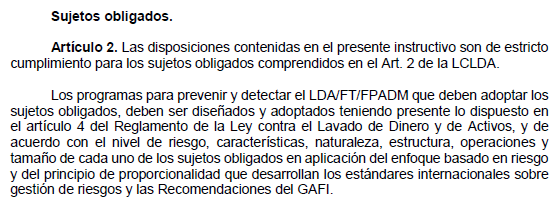 Sujetos obligados.
Artículo 2. Las disposiciones contenidas en el presente instructivo son de estricto
cumplimiento para los sujetos obligados comprendidos en el Art. 2 de la LCLDA.
Los programas para prevenir y detectar el LDA/FT/FPADM que deben adoptar los
sujetos obligados, deben ser diseñados y adoptados teniendo presente lo dispuesto en
el artículo 4 del Reglamento de la Ley contra el Lavado de Dinero y de Activos, y de
acuerdo con el nivel de riesgo, características, naturaleza, estructura, operaciones y
tamaño de cada uno de los sujetos obligados en aplicación del enfoque basado en riesgo
y del principio de proporcionalidad que desarrollan los estándares internacionales sobre
gestión de riesgos y las Recomendaciones del GAFI.